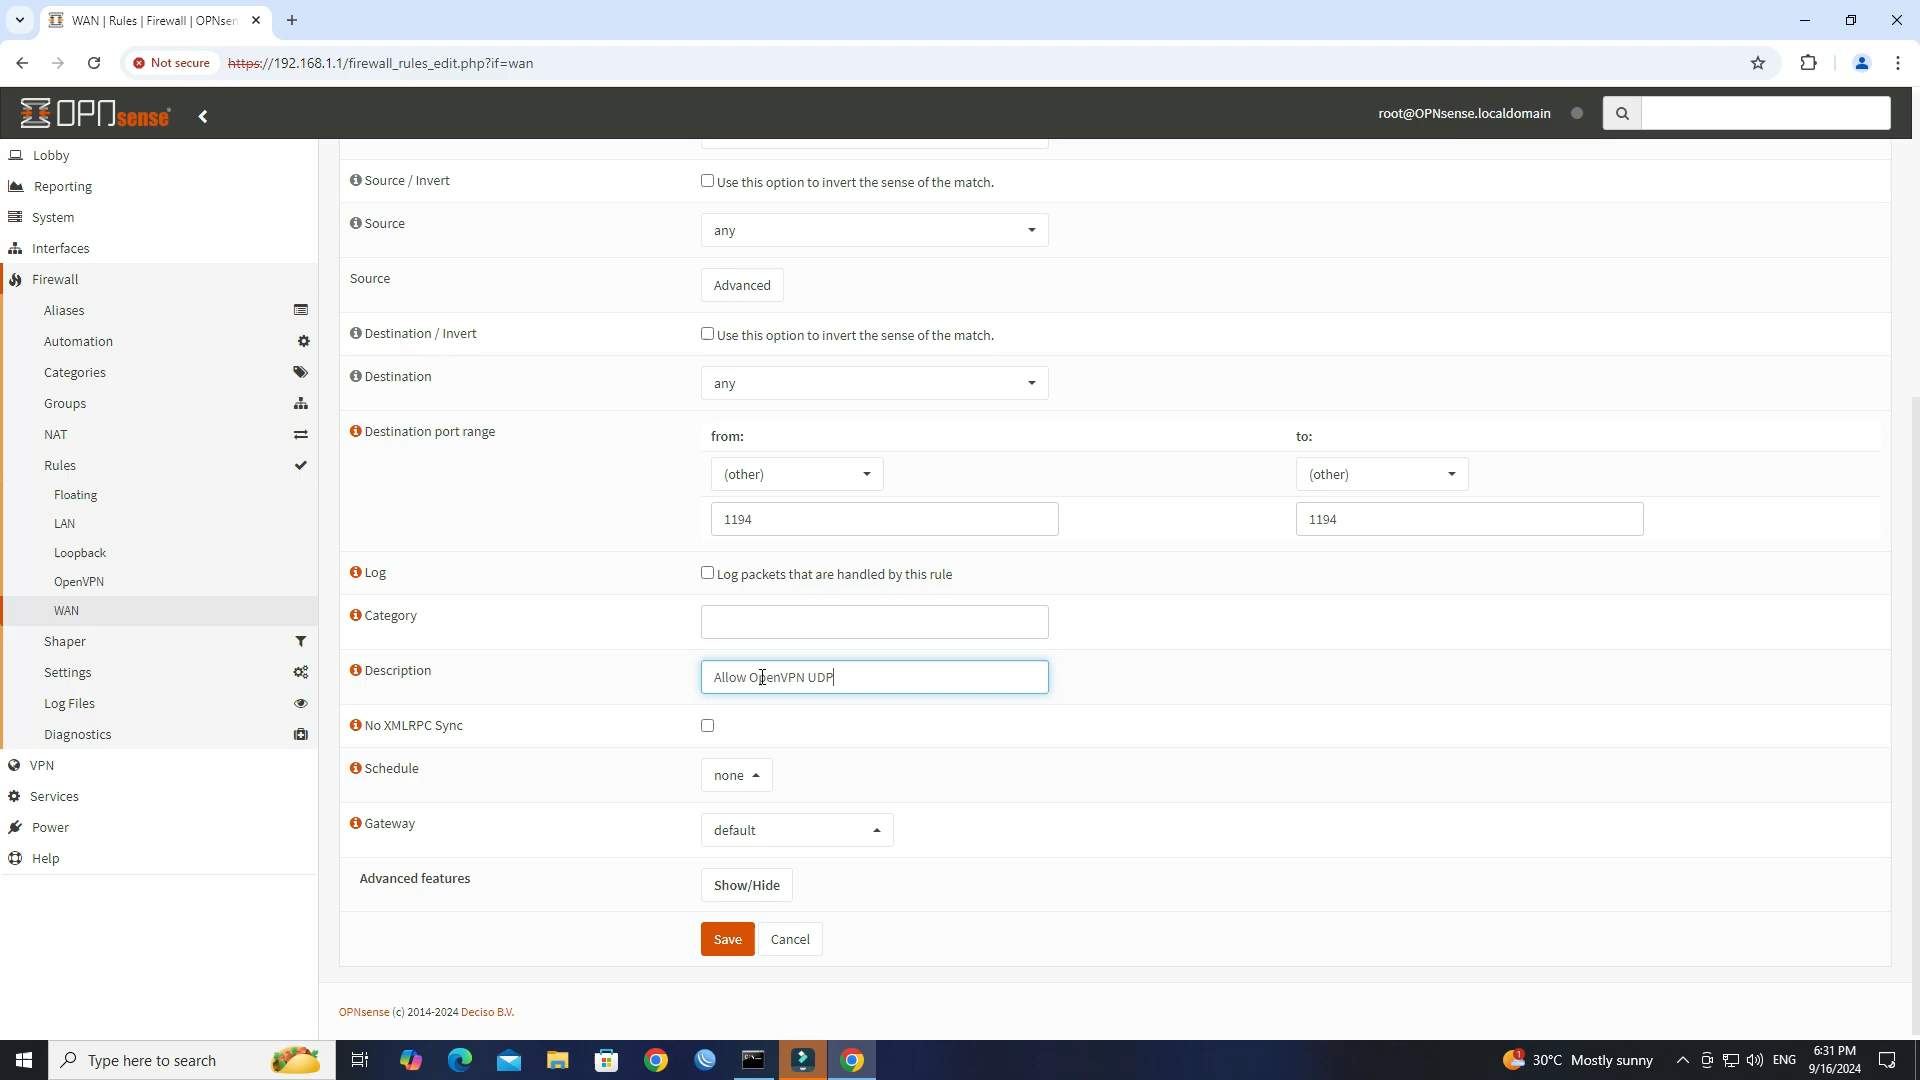 WAN | Rules | Firewall | OPNsen
Not secure
https://192.168.1.1/firewall_rules_edit.php?if=wan
OPNsense
root@OPNsense.localdomain
Lobby
Reporting
System
Interfaces
Firewall
Aliases
Automation
Categories
Groups
NAT
Rules
Floating
LAN
Loopback
OpenVPN
WAN
Shaper
Settings
Log Files
Diagnostics
VPN
Services
Power
Help
Source / Invert
Use this option to invert the sense of the match.
Source
any
Source
Advanced
Destination / Invert
Use this option to invert the sense of the match.
Destination
any
Destination port range
from: to:
(other) (other)
1194 1194
Log
Log packets that are handled by this rule
Category
Description
Allow OpenVPN UDP
No XMLRPC Sync
Schedule
none
Gateway
default
Advanced features
Show/Hide
Save Cancel
OPNsense (c) 2014-2024 Deciso B.V.
Type here to search
1
30°C Mostly sunny
ENG
6:31 PM
9/16/2024